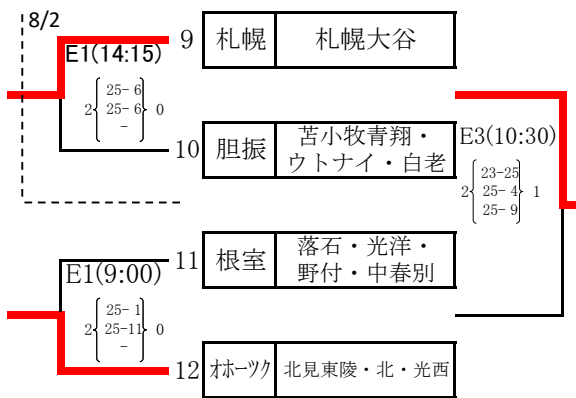 8/2
E1(14:15)
2 25- 6 0
25- 6
-
9 札幌 札幌大谷
10 胆振 苫小牧青翔・
ウトナイ・白老
E3(10:30)
23-25
2 25- 4 1
25- 9
E1(9:00)
25- 1
2 25-11 0
-
11 根室 落石・光洋・
野付・中春別
12 オホーツク 北見東陵・北・光西